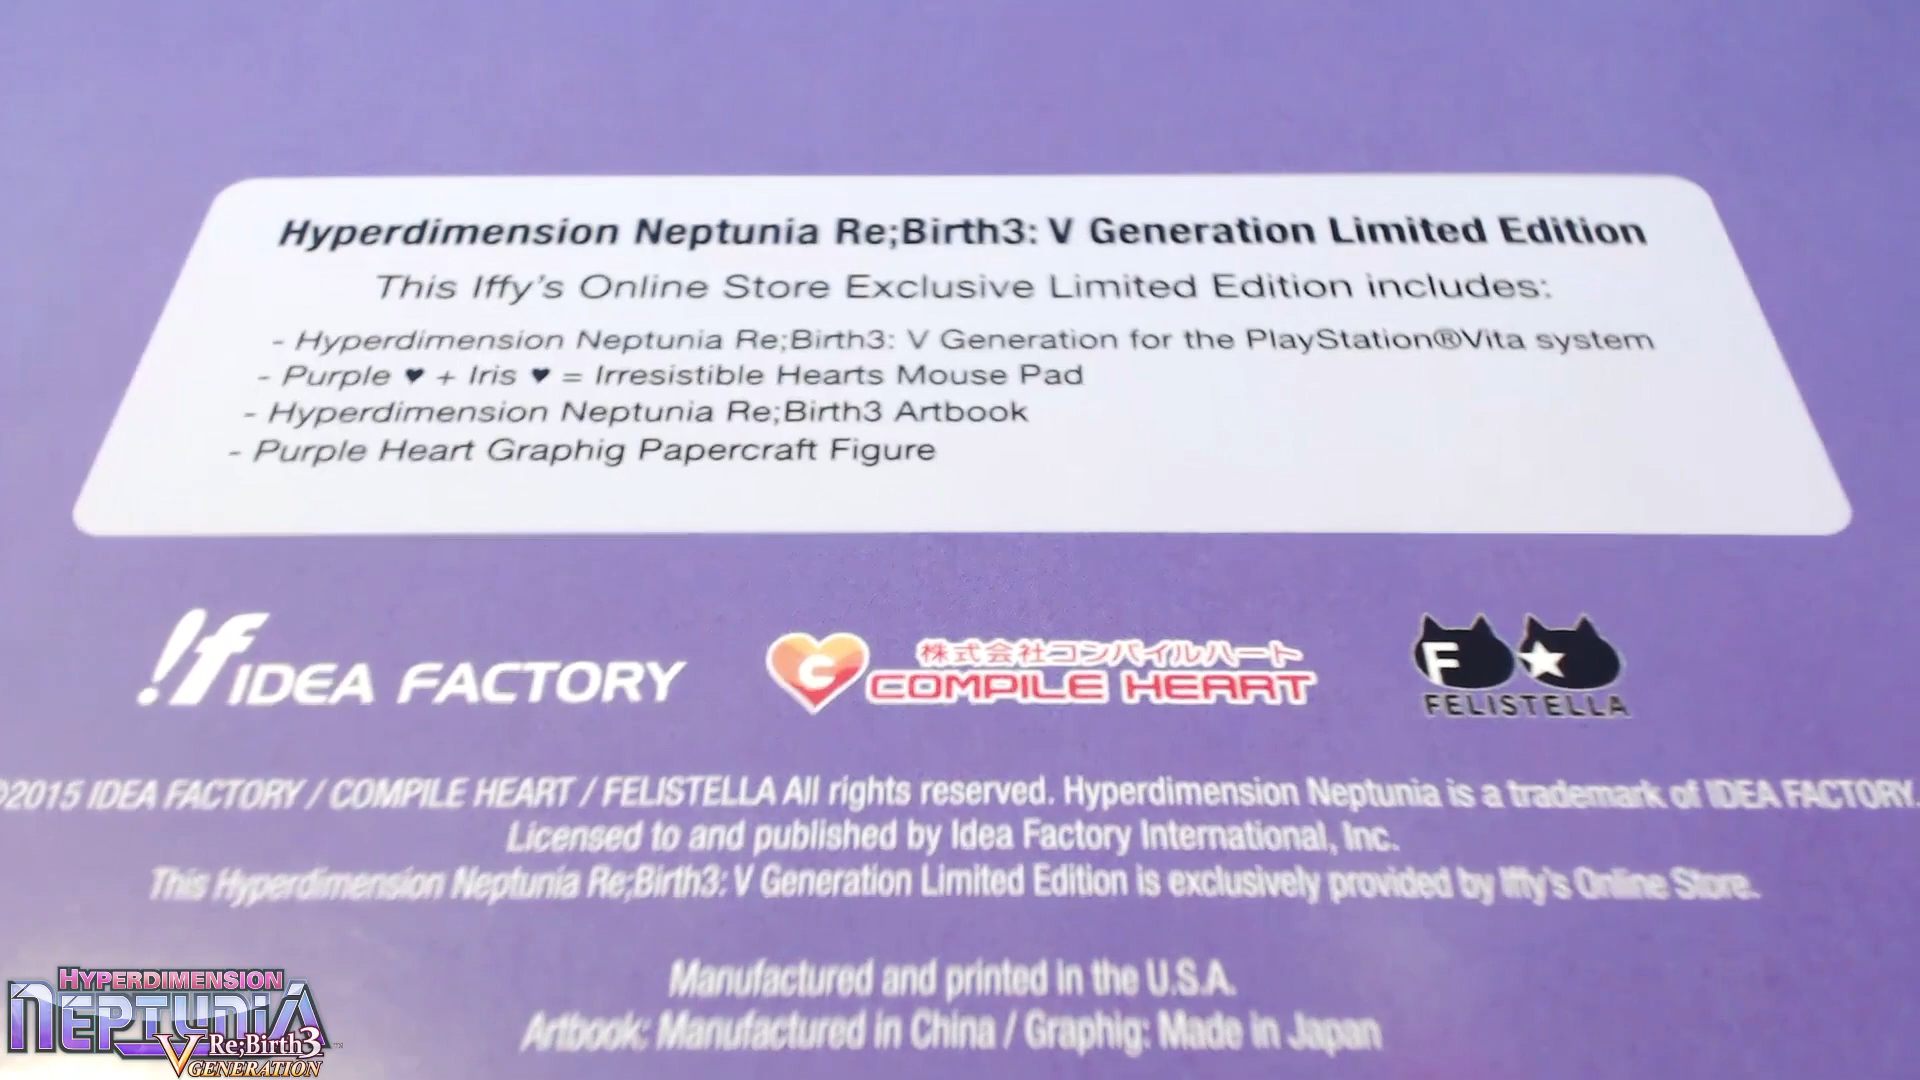 Hyperdimension Neptunia Re;Birth3: V Generation Limited Edition
This Iffy's Online Store Exclusive Limited Edition includes:
- Hyperdimension Neptunia Re;Birth3: V Generation for the PlayStation®Vita system
- Purple ♥ + Iris ♥ = Irresistible Hearts Mouse Pad
- Hyperdimension Neptunia Re;Birth3 Artbook
- Purple Heart Graphig Papercraft Figure
!f IDEA FACTORY
C 株式会社コンパイルハート
COMPILE HEART
F
FELISTELLA
©2015 IDEA FACTORY / COMPILE HEART / FELISTELLA All rights reserved. Hyperdimension Neptunia is a trademark of IDEA FACTORY.
Licensed to and published by Idea Factory International, Inc.
This Hyperdimension Neptunia Re;Birth3: V Generation Limited Edition is exclusively provided by Iffy's Online Store.
Manufactured and printed in the U.S.A.
Artbook: Manufactured in China / Graphig: Made in Japan
HYPERDIMENSION
NEPTUNIA
Re;Birth3
V GENERATION